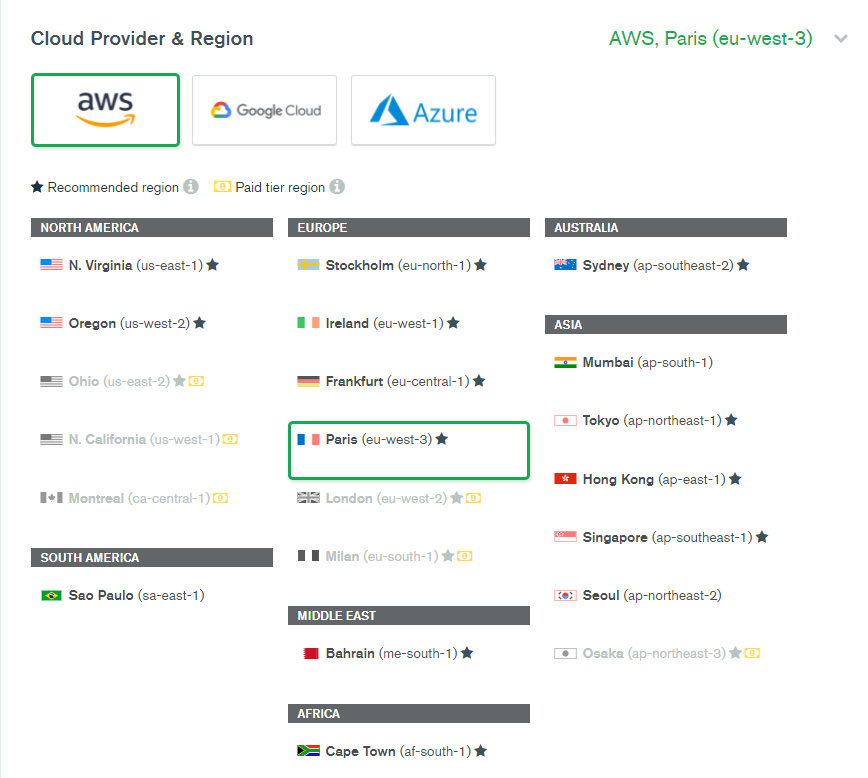 Cloud Provider & Region
AWS, Paris (eu-west-3)
aws
Google Cloud
Azure
Recommended region
Paid tier region
NORTH AMERICA
N. Virginia (us-east-1)
Oregon (us-west-2)
Ohio (us-east-2)
N. California (us-west-1)
Montreal (ca-central-1)
SOUTH AMERICA
Sao Paulo (sa-east-1)
EUROPE
Stockholm (eu-north-1)
Ireland (eu-west-1)
Frankfurt (eu-central-1)
Paris (eu-west-3)
London (eu-west-2)
Milan (eu-south-1)
MIDDLE EAST
Bahrain (me-south-1)
AFRICA
Cape Town (af-south-1)
AUSTRALIA
Sydney (ap-southeast-2)
ASIA
Mumbai (ap-south-1)
Tokyo (ap-northeast-1)
Hong Kong (ap-east-1)
Singapore (ap-southeast-1)
Seoul (ap-northeast-2)
Osaka (ap-northeast-3)